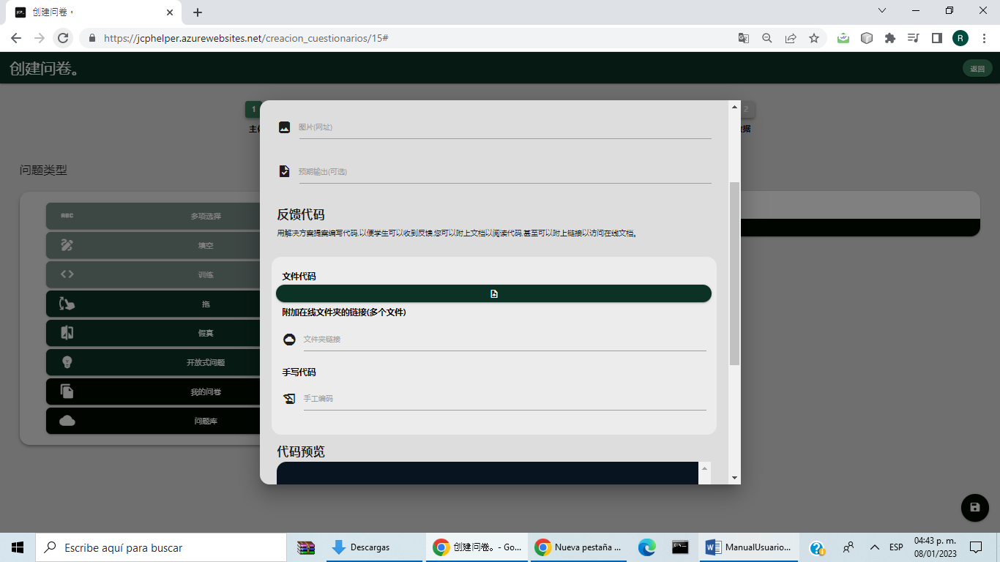 创建问卷。
https://jcphelper.azurewebsites.net/creacion_cuestionarios/15#
R
创建问卷。
返回
1
2
问题类型
ABC 多项选择
填空
训练
拖
假真
开放式问题
我的问卷
问题库
图片(网址)
预期输出(可选)
反馈代码
用解决方案提案编写代码,以便学生可以收到反馈,您可以附上文档以阅读代码,甚至可以附上链接以访问在线文档。
文件代码
附加在线文件夹的链接(多个文件)
文件夹链接
手写代码
手工编码
代码预览
Escribe aquí para buscar
Descargas
创建问卷。 - Go...
Nueva pestaña ...
ManualUsuario...
ESP
04:43 p. m.
08/01/2023